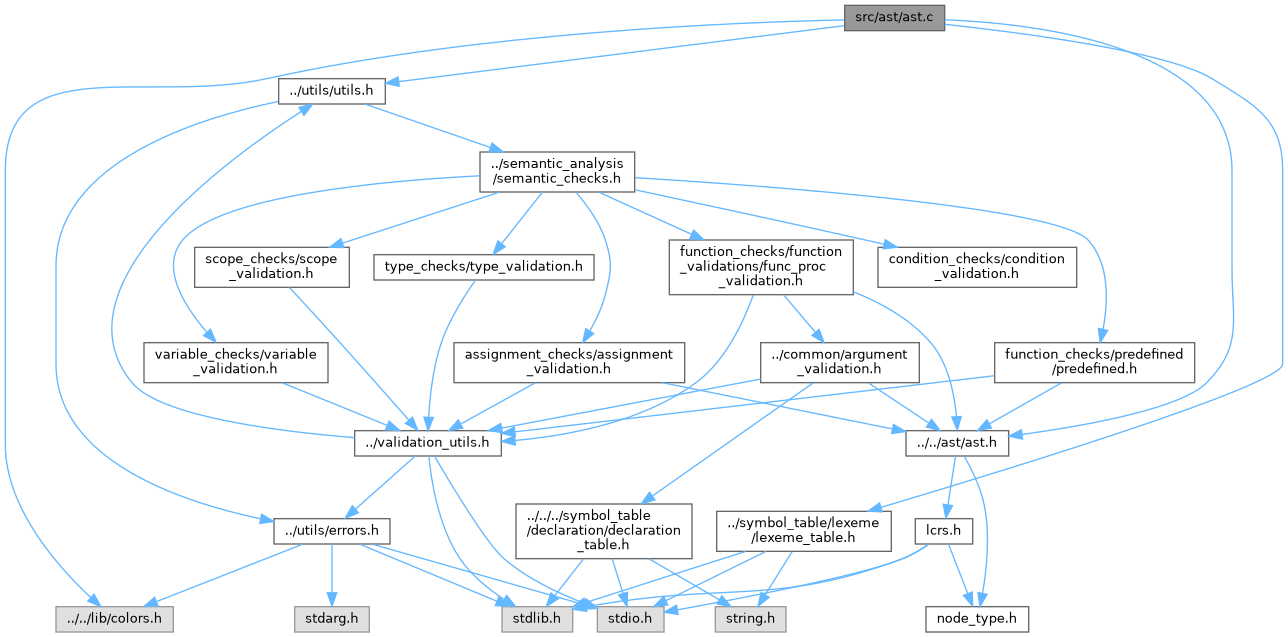 src/ast/ast.c
../utils/utils.h
../semantic_analysis
/semantic_checks.h
scope_checks/scope
_validation.h
type_checks/type_validation.h
function_checks/function
_validations/func_proc
_validation.h
condition_checks/condition
_validation.h
variable_checks/variable
_validation.h
assignment_checks/assignment
_validation.h
../common/argument
_validation.h
function_checks/predefined
/predefined.h
../validation_utils.h
../../ast/ast.h
../utils/errors.h
../../../symbol_table
/declaration/declaration
_table.h
../symbol_table/lexeme
/lexeme_table.h
lcrs.h
../../lib/colors.h
stdarg.h
stdlib.h
stdio.h
string.h
node_type.h